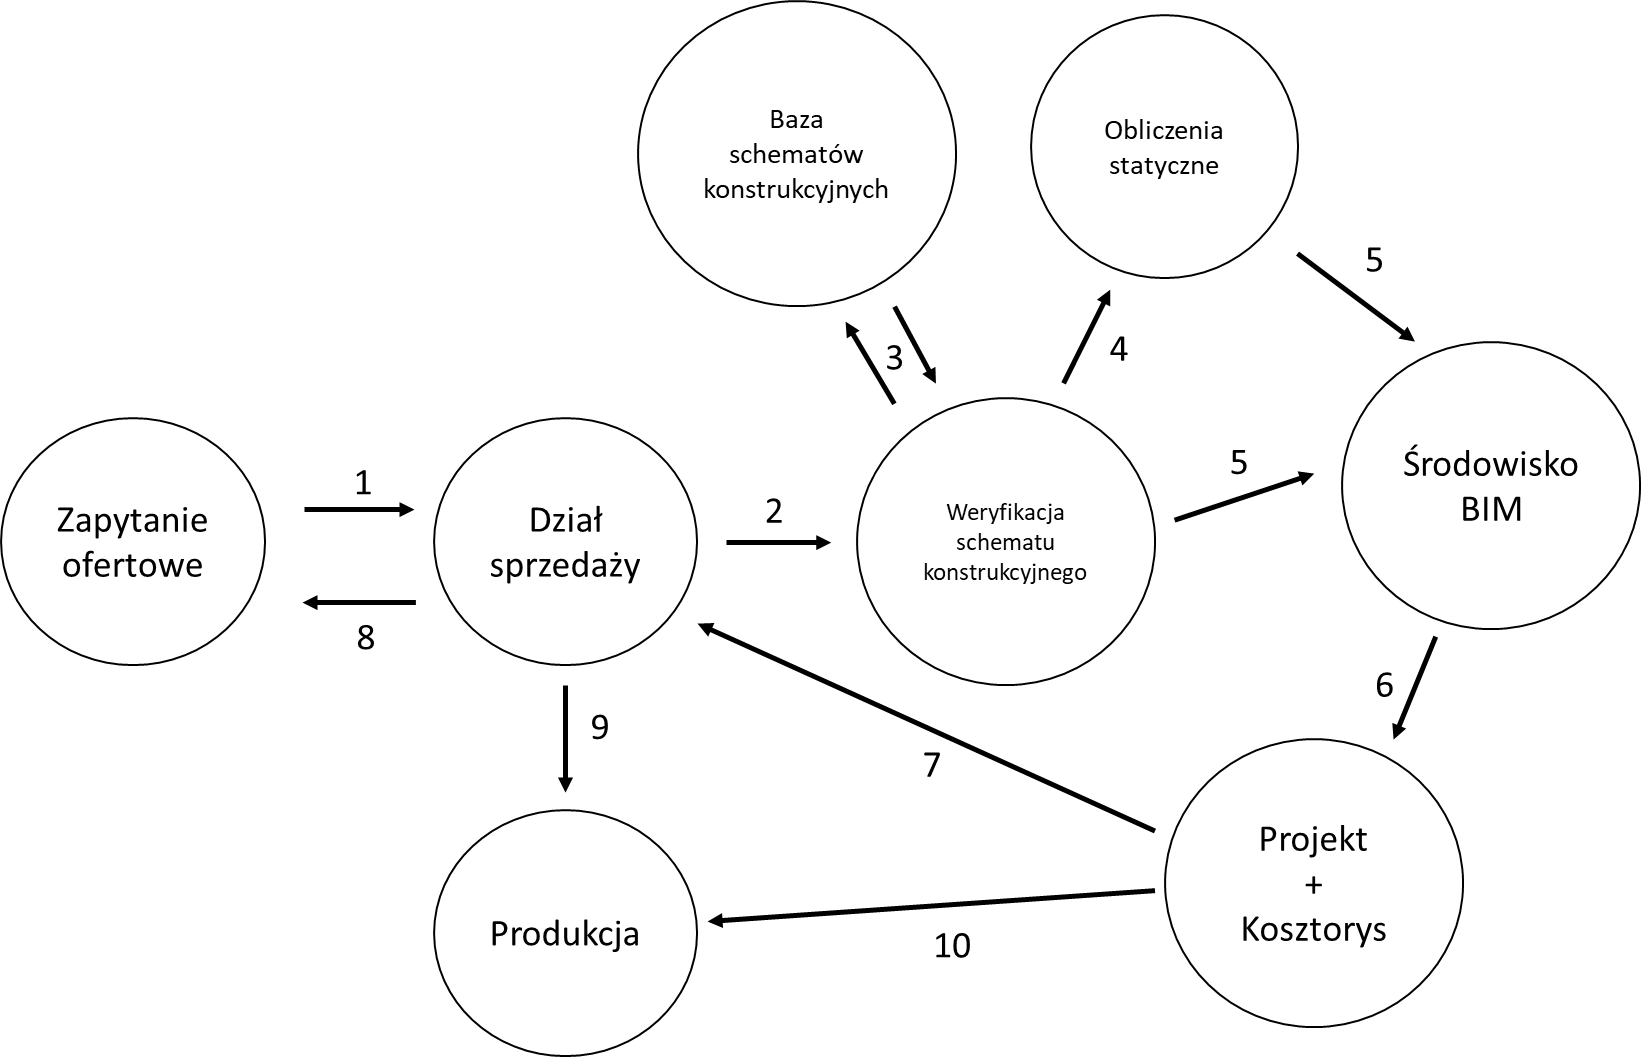 Baza
schematów
konstrukcyjnych
Obliczenia
statyczne
5
3
4
Zapytanie
ofertowe
1
8
Dział
sprzedaży
2
Weryfikacja
schematu
konstrukcyjnego
5
Środowisko
BIM
6
9
7
Produkcja
10
Projekt
+
Kosztorys